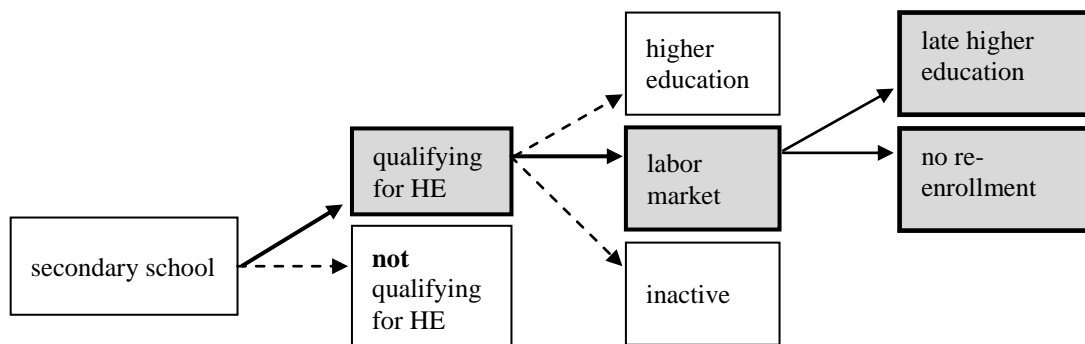 secondary school
qualifying
for HE
not
qualifying
for HE
higher
education
labor
market
inactive
late higher
education
no re-
enrollment